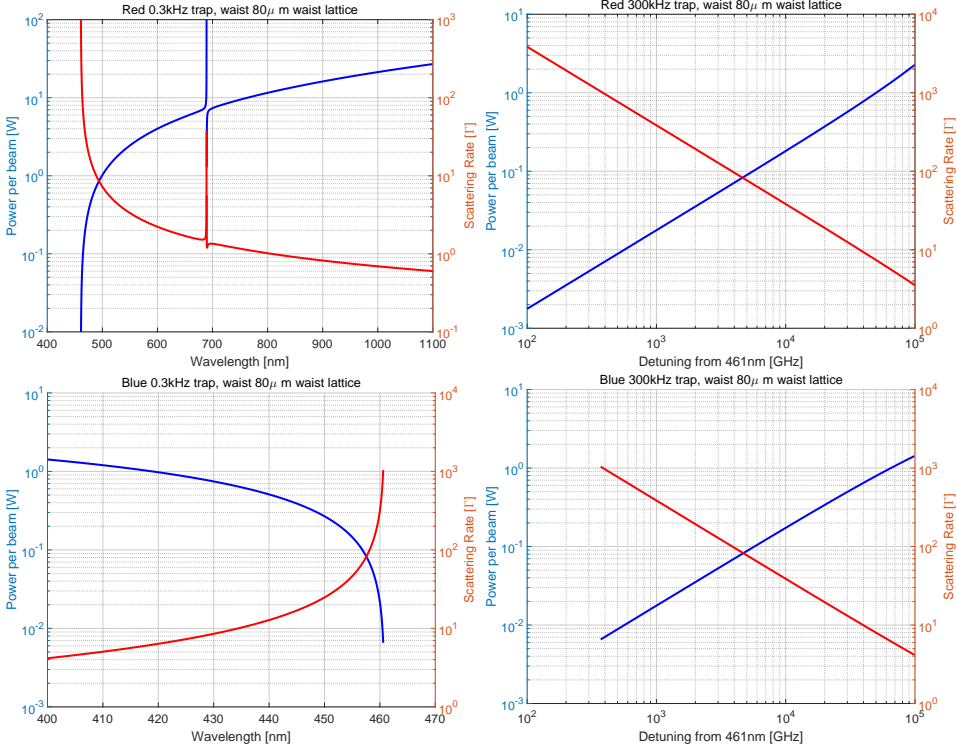 Red 0.3kHz trap, waist 80μ m waist lattice
Power per beam [W]
10^2
10^1
10^0
10^-1
10^-2
Scattering Rate [Γ]
10^3
10^2
10^1
10^0
10^-1
400 500 600 700 800 900 1000 1100
Wavelength [nm]
Red 300kHz trap, waist 80μ m waist lattice
Power per beam [W]
10^1
10^0
10^-1
10^-2
10^-3
Scattering Rate [Γ]
10^4
10^3
10^2
10^1
10^0
10^2 10^3 10^4 10^5
Detuning from 461nm [GHz]
Blue 0.3kHz trap, waist 80μ m waist lattice
Power per beam [W]
10^1
10^0
10^-1
10^-2
10^-3
Scattering Rate [Γ]
10^4
10^3
10^2
10^1
10^0
400 410 420 430 440 450 460 470
Wavelength [nm]
Blue 300kHz trap, waist 80μ m waist lattice
Power per beam [W]
10^1
10^0
10^-1
10^-2
10^-3
Scattering Rate [Γ]
10^4
10^3
10^2
10^1
10^0
10^2 10^3 10^4 10^5
Detuning from 461nm [GHz]